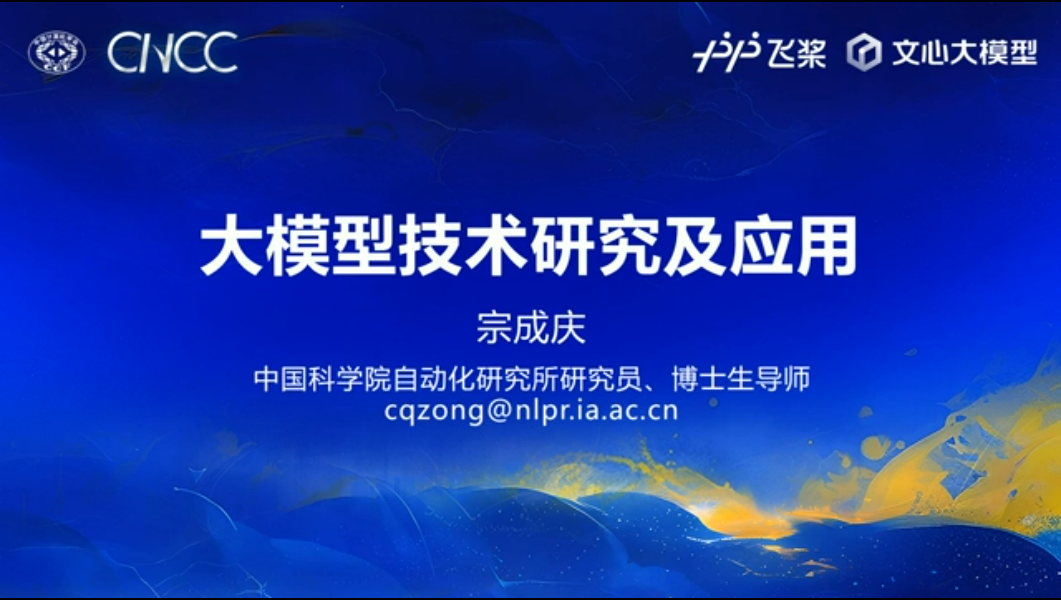 CNCC
飞桨 文心大模型
大模型技术研究及应用
宗成庆
中国科学院自动化研究所研究员、博士生导师
cqzong@nlpr.ia.ac.cn